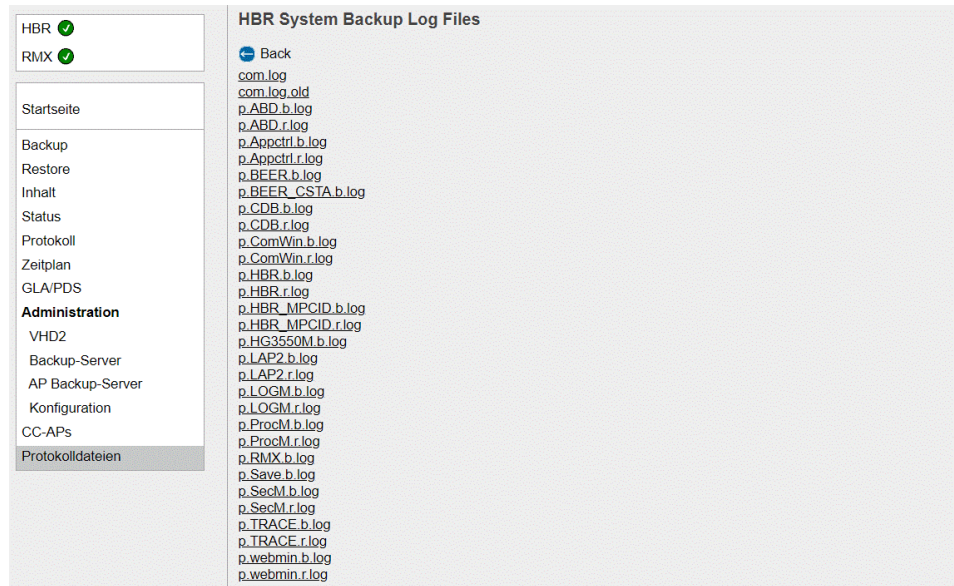 HBR
RMX
Startseite
Backup
Restore
Inhalt
Status
Protokoll
Zeitplan
GLA/PDS
Administration
VHD2
Backup-Server
AP Backup-Server
Konfiguration
CC-APs
Protokolldateien
HBR System Backup Log Files
Back
com.log
com.log.old
p.ABD.b.log
p.ABD.r.log
p.Appctrl.b.log
p.Appctrl.r.log
p.BEER.b.log
p.BEER_CSTA.b.log
p.CDB.b.log
p.CDB.r.log
p.ComWin.b.log
p.ComWin.r.log
p.HBR.b.log
p.HBR.r.log
p.HBR_MPCID.b.log
p.HBR_MPCID.r.log
p.HG3550M.b.log
p.LAP2.b.log
p.LAP2.r.log
p.LOGM.b.log
p.LOGM.r.log
p.ProcM.b.log
p.ProcM.r.log
p.RMX.b.log
p.Save.b.log
p.SecM.b.log
p.SecM.r.log
p.TRACE.b.log
p.TRACE.r.log
p.webmin.b.log
p.webmin.r.log